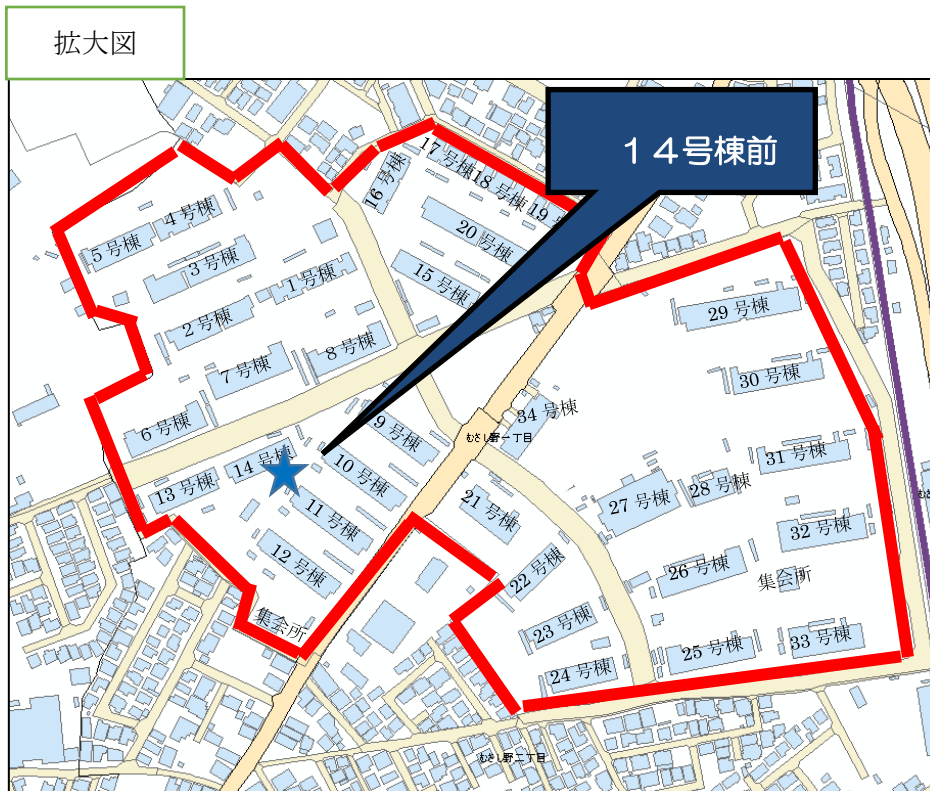 拡大図
１４号棟前
17 号棟
18 号棟
19 号
16 号棟
4 号棟
5 号棟
20 号棟
3 号棟
1 号棟
15 号棟
29 号棟
2 号棟
8 号棟
7 号棟
30 号棟
34 号棟
9 号棟
6 号棟
むさし野一丁目
31 号棟
14 号棟
10 号棟
13 号棟
28 号棟
27 号棟
21 号棟
11 号棟
32 号棟
12 号棟
22 号棟
26 号棟
集会所
集会所
23 号棟
33 号棟
25 号棟
24 号棟
むさし野二丁目